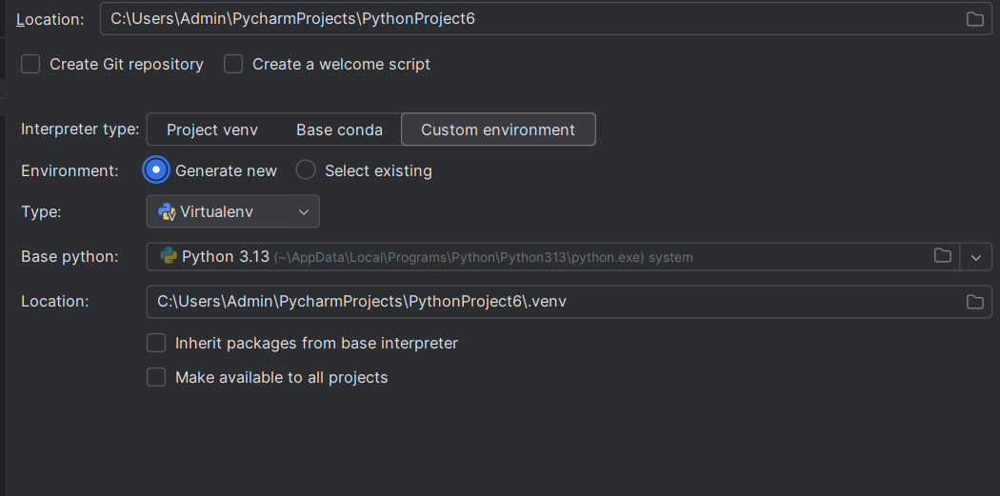 Location: C:\Users\Admin\PycharmProjects\PythonProject6
Create Git repository Create a welcome script
Interpreter type: Project venv Base conda Custom environment
Environment: Generate new Select existing
Type: Virtualenv
Base python: Python 3.13 (~\AppData\Local\Programs\Python\Python313\python.exe) system
Location: C:\Users\Admin\PycharmProjects\PythonProject6\.venv
Inherit packages from base interpreter
Make available to all projects